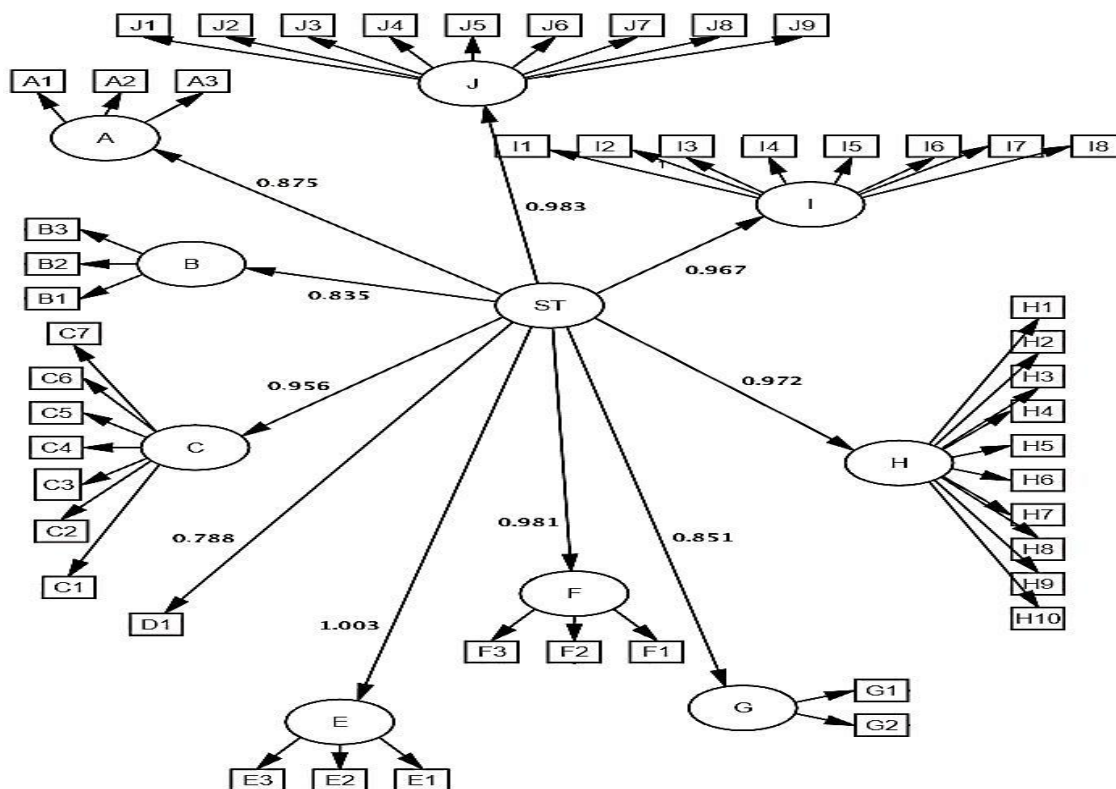 J1 J2 J3 J4 J5 J6 J7 J8 J9
A1 A2 A3
J
A
I1 I2 I3 I4 I5 I6 I7 I8
1
0.875
0.983
I
B3
B2 B
B1
0.835
0.967
ST
H1
H2
H3
H4
H5
H6
H7
H8
H9
H10
C7
C6
C5
C4
C3
C2
C1
C
0.956
0.972
H
0.788
0.981
0.851
D1
1.003
F
F3 F2 F1
G
G1
G2
E
E3 E2 E1